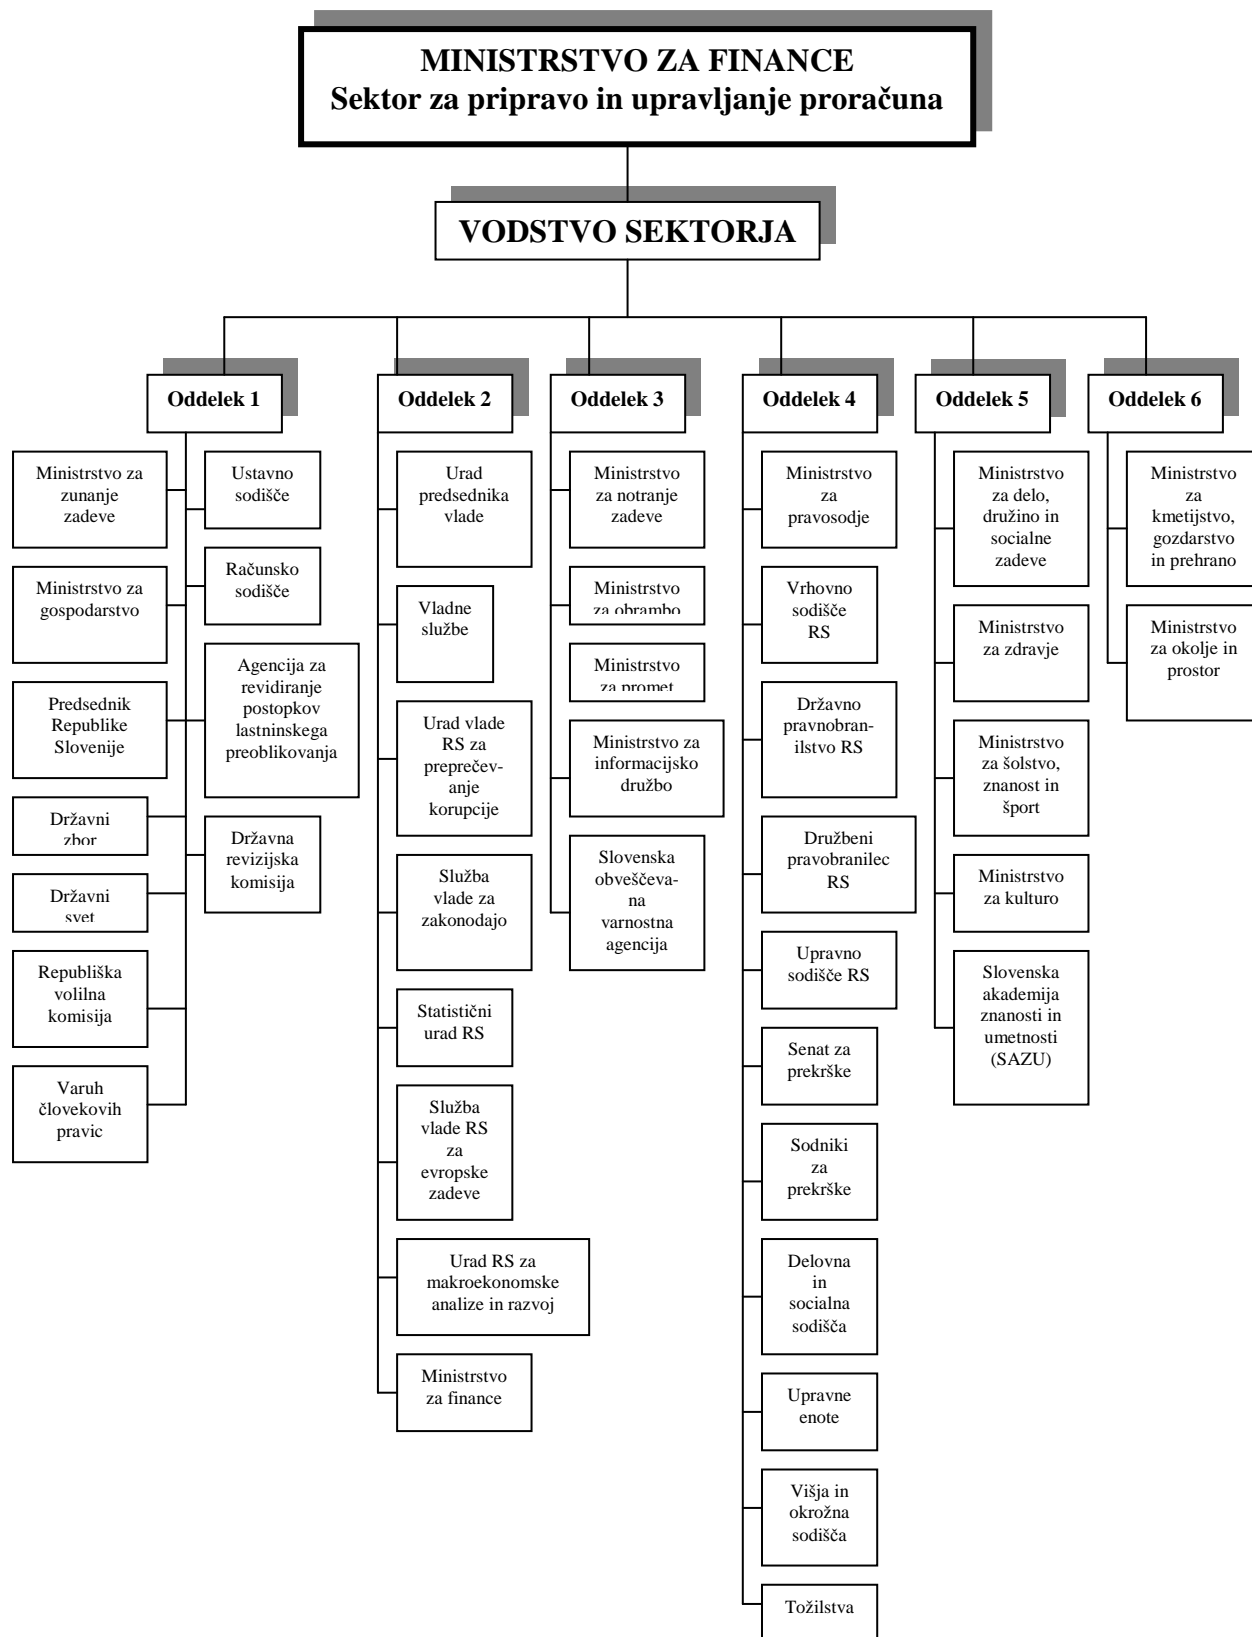 MINISTRSTVO ZA FINANCE
Sektor za pripravo in upravljanje proračuna
VODSTVO SEKTORJA
Oddelek 1
Ministrstvo za
zunanje
zadeve
Ministrstvo za
gospodarstvo
Predsednik
Republike
Slovenije
Državni
zbor
Državni
svet
Republiška
volilna
komisija
Varuh
človekovih
pravic
Ustavno
sodišče
Računsko
sodišče
Agencija za
revidiranje
postopkov
lastninskega
preoblikovanja
Državna
revizijska
komisija
Oddelek 2
Urad
predsednika
vlade
Vladne
službe
Urad vlade
RS za
preprečev-
anje
korupcije
Služba
vlade za
zakonodajo
Statistični
urad RS
Služba
vlade RS
za
evropske
zadeve
Urad RS za
makroekonomske
analize in razvoj
Ministrstvo
za finance
Oddelek 3
Ministrstvo
za notranje
zadeve
Ministrstvo
za obrambo
Ministrstvo
za promet
Ministrstvo za
informacijsko
družbo
Slovenska
obveščeva-
na
varnostna
agencija
Oddelek 4
Ministrstvo
za
pravosodje
Vrhovno
sodišče
RS
Državno
pravnobran-
ilstvo RS
Družbeni
pravobranilec
RS
Upravno
sodišče RS
Senat za
prekrške
Sodniki
za
prekrške
Delovna
in
socialna
sodišča
Upravne
enote
Višja in
okrožna
sodišča
Tožilstva
Oddelek 5
Ministrstvo
za delo,
družino in
socialne
zadeve
Ministrstvo
za zdravje
Ministrstvo
za šolstvo,
znanost in
šport
Ministrstvo
za kulturo
Slovenska
akademija
znanosti in
umetnosti
(SAZU)
Oddelek 6
Ministrstvo
za
kmetijstvo,
gozdarstvo
in prehrano
Ministrstvo
za okolje in
prostor